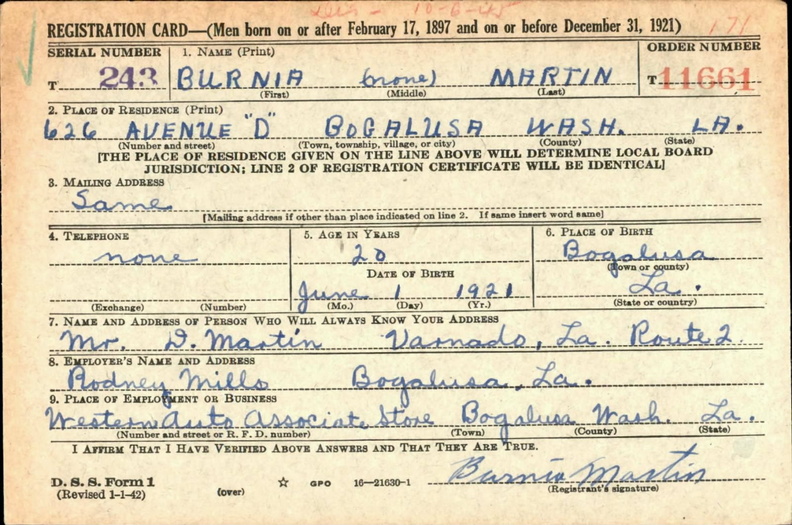 171
REGISTRATION CARD—(Men born on or after February 17, 1897 and on or before December 31, 1921)
SERIAL NUMBER 1. NAME (Print) ORDER NUMBER
T 243 BURNIA (none) MARTIN T 11661
(First) (Middle) (Last)
2. PLACE OF RESIDENCE (Print)
626 AVENUE "D" BOGALUSA WASH. LA.
(Number and street) (Town, township, village, or city) (County) (State)
[THE PLACE OF RESIDENCE GIVEN ON THE LINE ABOVE WILL DETERMINE LOCAL BOARD
JURISDICTION; LINE 2 OF REGISTRATION CERTIFICATE WILL BE IDENTICAL]
3. MAILING ADDRESS
Same
[Mailing address if other than place indicated on line 2. If same insert word same]
4. TELEPHONE 5. AGE IN YEARS 6. PLACE OF BIRTH
none 20 Bogalusa
DATE OF BIRTH (Town or county)
June 1 1921 La.
(Exchange) (Number) (Mo.) (Day) (Yr.) (State or country)
7. NAME AND ADDRESS OF PERSON WHO WILL ALWAYS KNOW YOUR ADDRESS
Mr. D. Martin Varnado, La. Route 2
8. EMPLOYER'S NAME AND ADDRESS
Rodney Mills Bogalusa, La.
9. PLACE OF EMPLOYMENT OR BUSINESS
Western Auto Associate Store Bogalusa Wash. La.
(Number and street or R. F. D. number) (Town) (County) (State)
I AFFIRM THAT I HAVE VERIFIED ABOVE ANSWERS AND THAT THEY ARE TRUE.
Burnia Martin
D. S. S. Form 1 GPO 16—21630-1 (Registrant's signature)
(Revised 1-1-42) (over)